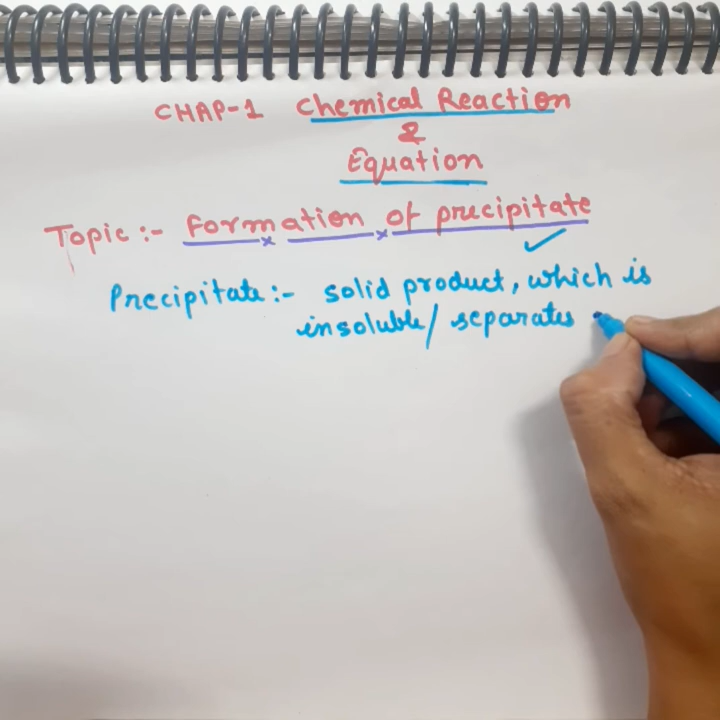 CHAP-1 Chemical Reaction
&
Equation
Topic :- Formation of precipitate
Precipitate :- solid product, which is
insoluble/ separates